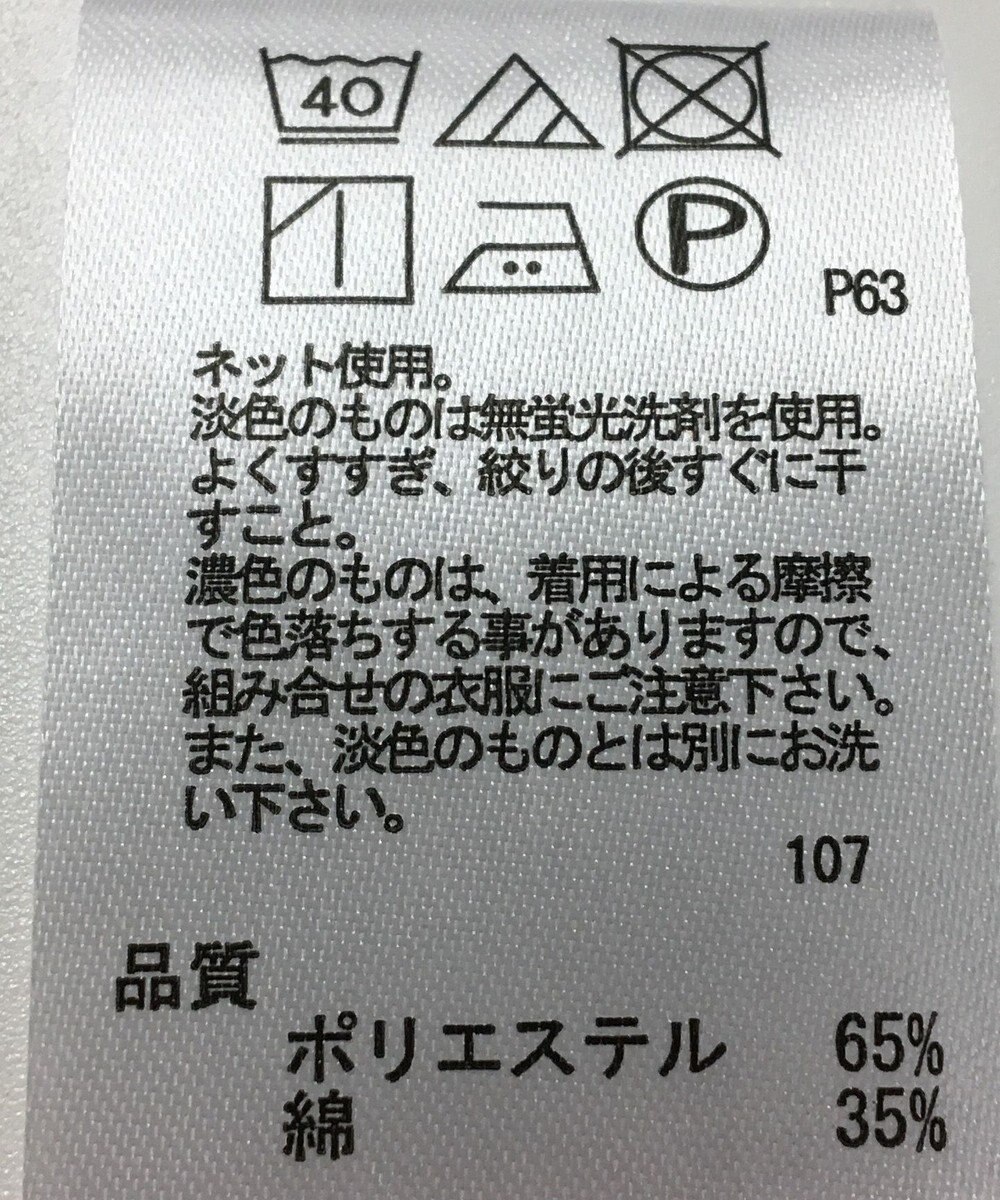 40
P
P63
ネット使用。
淡色のものは無蛍光洗剤を使用。
よくすすぎ、絞りの後すぐに干
すこと。
濃色のものは、着用による摩擦
で色落ちする事がありますので、
組み合せの衣服にご注意下さい。
また、淡色のものとは別にお洗
い下さい。
107
品質
ポリエステル 65%
綿 35%